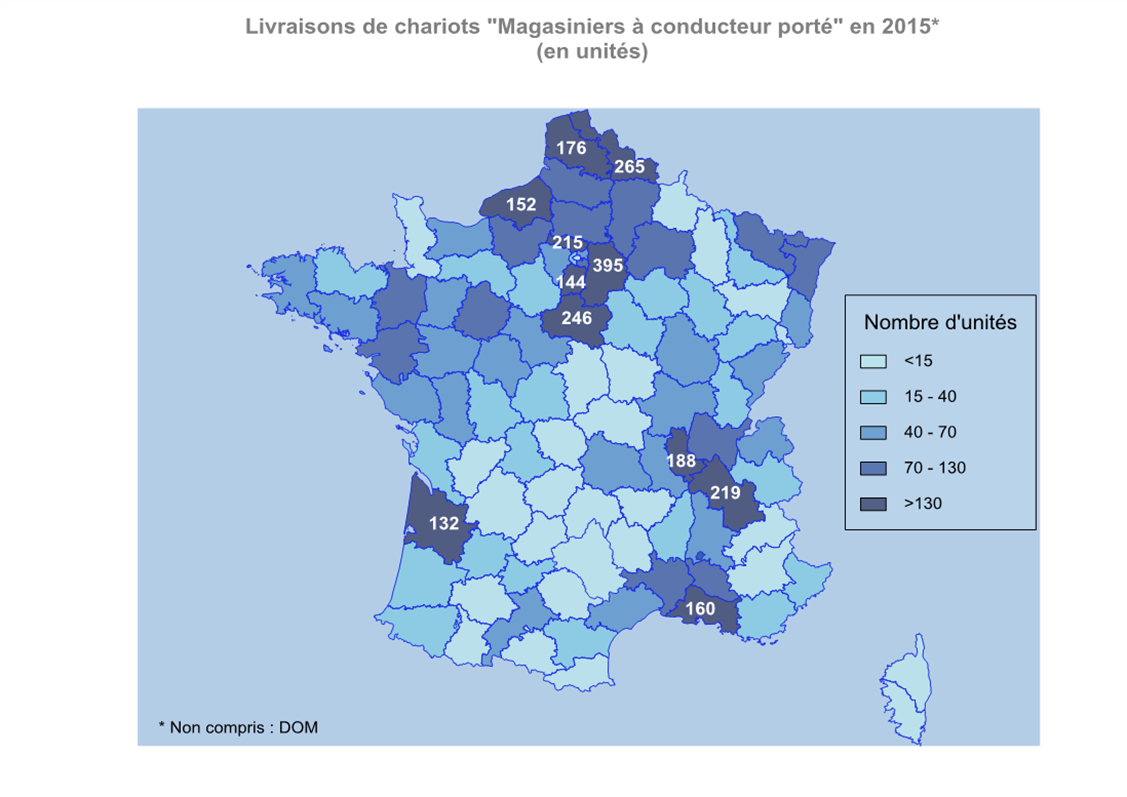 Livraisons de chariots "Magasiniers à conducteur porté" en 2015*
(en unités)
176
265
152
215
395
144
246
Nombre d'unités
<15
15 - 40
40 - 70
70 - 130
>130
188
219
132
160
* Non compris : DOM